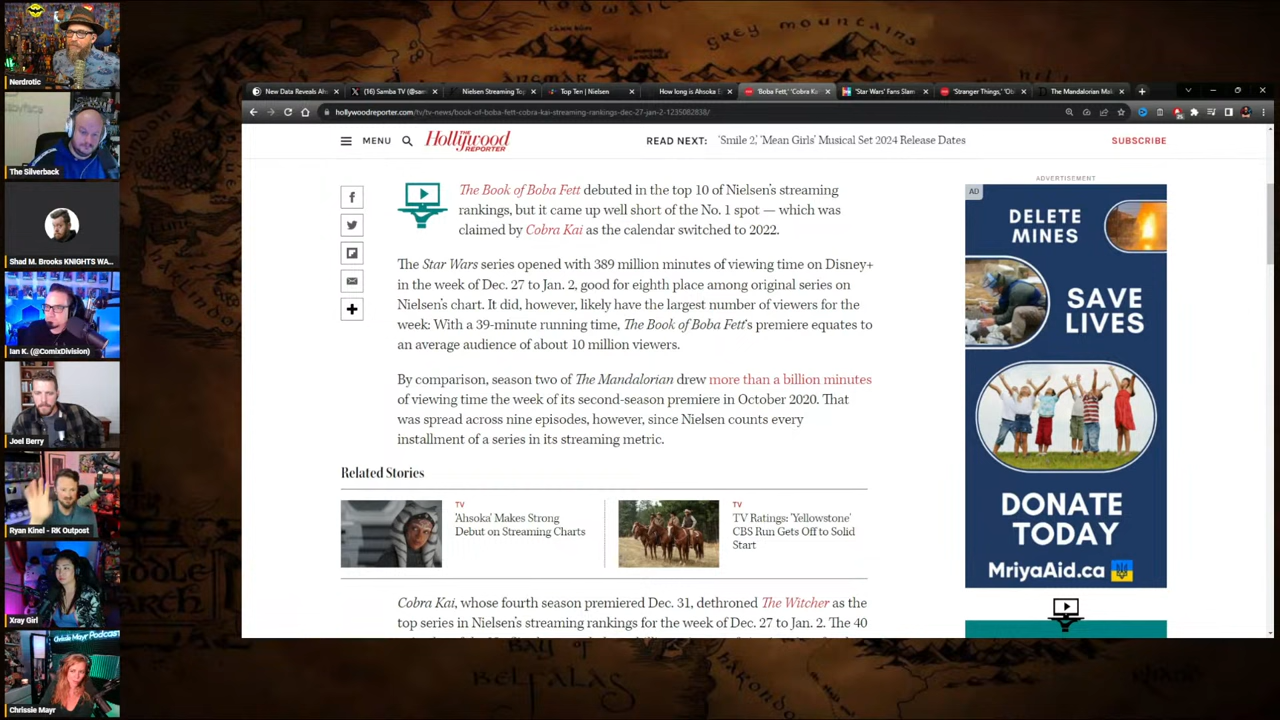 Nerdrotic
The Silverback
Shad M. Brooks KNIGHTS WA...
Ian K. (@ComixDivision)
Joel Berry
Ryan Kinel - RK Outpost
Xray Girl
Chrissie Mayr Podcast
Chrissie Mayr
GREY MOUNTAINS
ANGMAR
BAY OF
BELFALAS
New Data Reveals Ah
(16) Samba TV (@sam
Nielsen Streaming To
Top Ten | Nielsen
How long is Ahsoka E
'Boba Fett,' 'Cobra Ka
'Star Wars' Fans Slam
'Stranger Things,' 'Ob
The Mandalorian Ma
hollywoodreporter.com/tv/tv-news/book-of-boba-fett-cobra-kai-streaming-rankings-dec-27-jan-2-1235082838/
MENU
THE
Hollywood
REPORTER
READ NEXT: 'Smile 2,' 'Mean Girls' Musical Set 2024 Release Dates
SUBSCRIBE
The Book of Boba Fett debuted in the top 10 of Nielsen's streaming
rankings, but it came up well short of the No. 1 spot — which was
claimed by Cobra Kai as the calendar switched to 2022.
The Star Wars series opened with 389 million minutes of viewing time on Disney+
in the week of Dec. 27 to Jan. 2, good for eighth place among original series on
Nielsen's chart. It did, however, likely have the largest number of viewers for the
week: With a 39-minute running time, The Book of Boba Fett's premiere equates to
an average audience of about 10 million viewers.
By comparison, season two of The Mandalorian drew more than a billion minutes
of viewing time the week of its second-season premiere in October 2020. That
was spread across nine episodes, however, since Nielsen counts every
installment of a series in its streaming metric.
Related Stories
TV
'Ahsoka' Makes Strong
Debut on Streaming Charts
TV
TV Ratings: 'Yellowstone'
CBS Run Gets Off to Solid
Start
Cobra Kai, whose fourth season premiered Dec. 31, dethroned The Witcher as the
top series in Nielsen's streaming rankings for the week of Dec. 27 to Jan. 2. The 40
ADVERTISEMENT
AD
DELETE
MINES
SAVE
LIVES
DONATE
TODAY
MriyaAid.ca